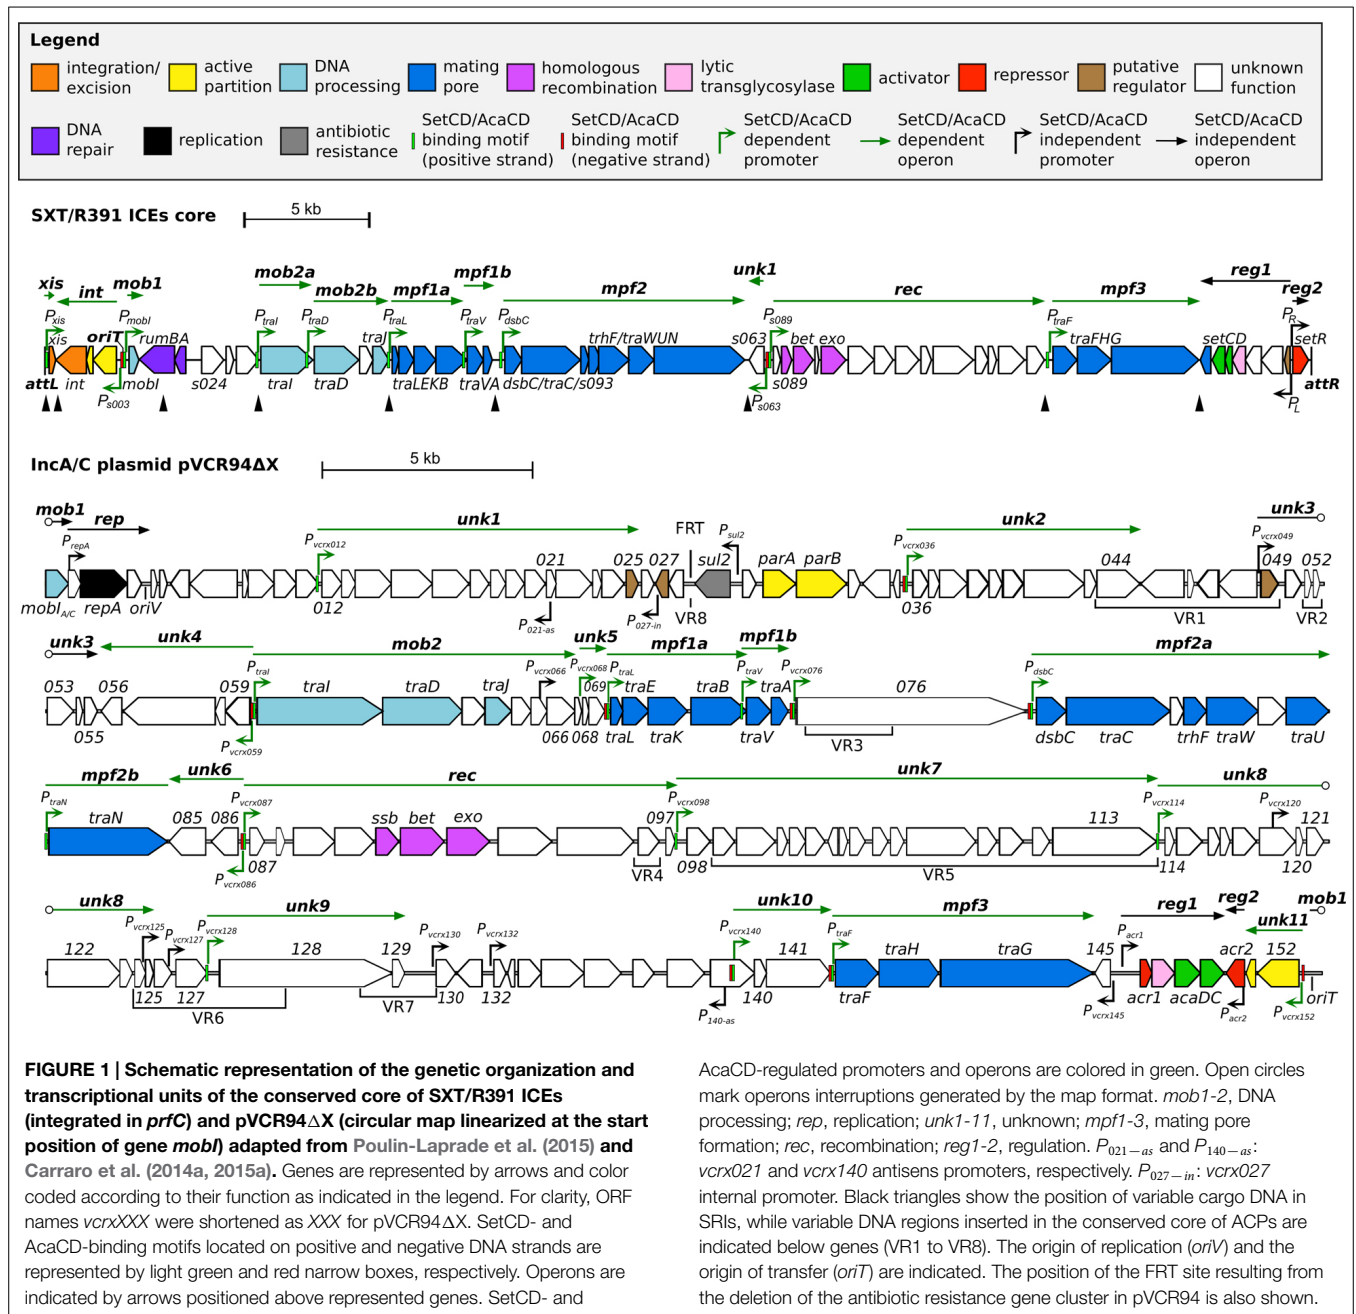 Legend
integration/ excision
active partition
DNA processing
mating pore
homologous recombination
lytic transglycosylase
activator
repressor
putative regulator
unknown function
DNA repair
replication
antibiotic resistance
SetCD/AcaCD binding motif (positive strand)
SetCD/AcaCD binding motif (negative strand)
SetCD/AcaCD dependent promoter
SetCD/AcaCD dependent operon
SetCD/AcaCD independent promoter
SetCD/AcaCD independent operon
SXT/R391 ICEs core
5 kb
xis int mob1 mob2a mob2b mpf1a mpf1b mpf2 unk1 rec mpf3 reg1 reg2
Pxis PmobI PtraI PtraD PtraL PtraV PdsbC Ps089 PtraF PR
xis oriT rumBA traJ trhF/traWUN s063 bet exo traFHG setCD setR
attL int mobI s024 traI traD traLEKB traVA dsbC/traC/s093 s089 attR
Ps003 Ps063 PL
IncA/C plasmid pVCR94ΔX
5 kb
mob1 rep unk1 FRT unk2 unk3
PrepA Pvcrx012 Psul2 Pvcrx036 Pvcrx049
021 025 027 sul2 parA parB 044 049 052
mobIA/C repA oriV 012 VR8 036 VR1 VR2
P021-as P027-in
unk3 unk4 mob2 unk5 mpf1a mpf1b mpf2a
PtraI Pvcrx066 Pvcrx068 PtraL PtraV Pvcrx076 PdsbC
053 056 059 traI traD traJ 069 traE traB traA 076
055 066 068 traL traK traV VR3 dsbC traC trhF traW traU
Pvcrx059
mpf2b unk6 rec unk7 unk8
PtraN Pvcrx087 Pvcrx098 Pvcrx114 Pvcrx120
traN 085 086 ssb bet exo 097 113 121
087 VR4 098 VR5 114 120
Pvcrx086
unk8 unk9 unk10 mpf3 reg1 reg2 unk11 mob1
Pvcrx125 Pvcrx127 Pvcrx128 Pvcrx130 Pvcrx132 Pvcrx140 PtraF Pacr1
122 128 129 141 traH traG 145 acr2 152
125 127 VR6 VR7 130 132 140 traF acr1 acaDC oriT
P140-as Pvcrx145 Pacr2 Pvcrx152
FIGURE 1 | Schematic representation of the genetic organization and
transcriptional units of the conserved core of SXT/R391 ICEs
(integrated in prfC) and pVCR94ΔX (circular map linearized at the start
position of gene mobI) adapted from Poulin-Laprade et al. (2015) and
Carraro et al. (2014a, 2015a). Genes are represented by arrows and color
coded according to their function as indicated in the legend. For clarity, ORF
names vcrxXXX were shortened as XXX for pVCR94ΔX. SetCD- and
AcaCD-binding motifs located on positive and negative DNA strands are
represented by light green and red narrow boxes, respectively. Operons are
indicated by arrows positioned above represented genes. SetCD- and
AcaCD-regulated promoters and operons are colored in green. Open circles
mark operons interruptions generated by the map format. mob1-2, DNA
processing; rep, replication; unk1-11, unknown; mpf1-3, mating pore
formation; rec, recombination; reg1-2, regulation. P021−as and P140−as:
vcrx021 and vcrx140 antisens promoters, respectively. P027−in: vcrx027
internal promoter. Black triangles show the position of variable cargo DNA in
SRIs, while variable DNA regions inserted in the conserved core of ACPs are
indicated below genes (VR1 to VR8). The origin of replication (oriV) and the
origin of transfer (oriT) are indicated. The position of the FRT site resulting from
the deletion of the antibiotic resistance gene cluster in pVCR94 is also shown.